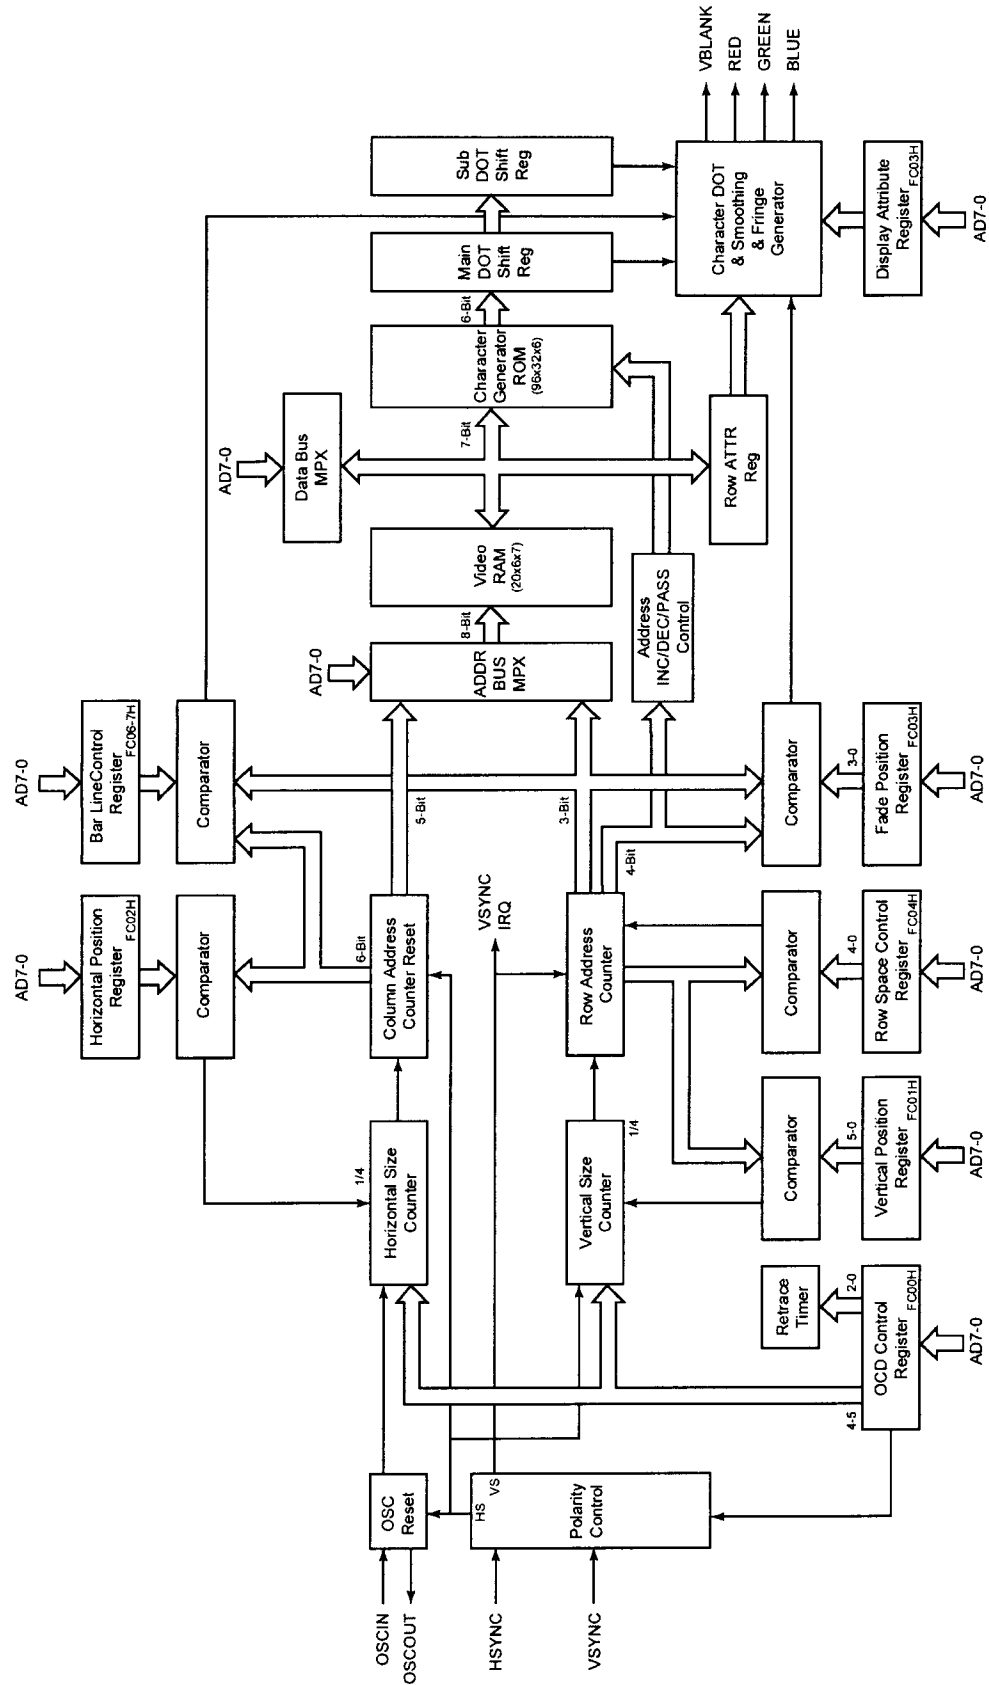 AD7-0
Horizontal Position
Register
FC02H
Comparator
AD7-0
Bar LineControl
Register
FC06-7H
Comparator
OSCIN
OSCOUT
OSC
Reset
1/4
Horizontal Size
Counter
6-Bit
Column Address
Counter Reset
5-Bit
AD7-0
ADDR
BUS
MPX
8-Bit
Video
RAM
(20x6x7)
AD7-0
Data Bus
MPX
7-Bit
Character
Generator
ROM
(96x32x6)
6-Bit
Main
DOT
Shift
Reg
Sub
DOT
Shift
Reg
HSYNC
VSYNC
HS
VS
Polarity
Control
VSYNC
IRQ
Vertical Size
Counter
1/4
Row Address
Counter
3-Bit
4-Bit
Address
INC/DEC/PASS
Control
Row ATTR
Reg
Character DOT
& Smoothing
& Fringe
Generator
VBLANK
RED
GREEN
BLUE
Retrace
Timer
2-0
4-5
OCD Control
Register
FC00H
AD7-0
Comparator
5-0
Vertical Position
Register
FC01H
AD7-0
Comparator
4-0
Row Space Control
Register
FC04H
AD7-0
Comparator
3-0
Fade Position
Register
FC03H
AD7-0
Display Attribute
Register
FC03H
AD7-0